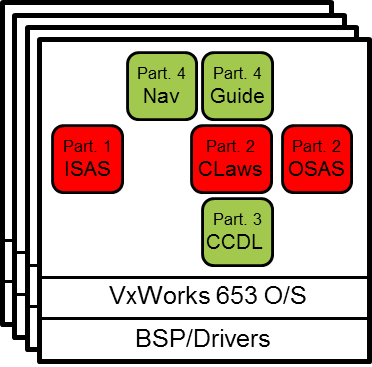 Part. 4
Nav
Part. 4
Guide
Part. 1
ISAS
Part. 2
CLaws
Part. 2
OSAS
Part. 3
CCDL
VxWorks 653 O/S
BSP/Drivers